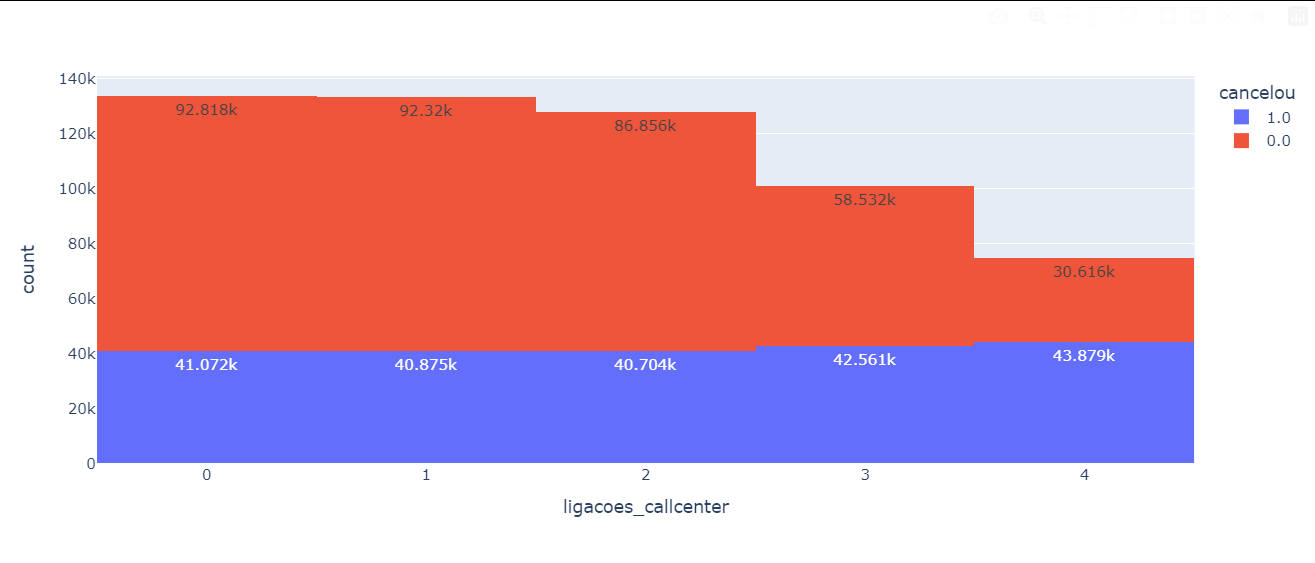 140k
120k
100k
80k
60k
40k
20k
0
count
92.818k
92.32k
86.856k
58.532k
30.616k
41.072k
40.875k
40.704k
42.561k
43.879k
0 1 2 3 4
ligacoes_callcenter
cancelou
1.0
0.0